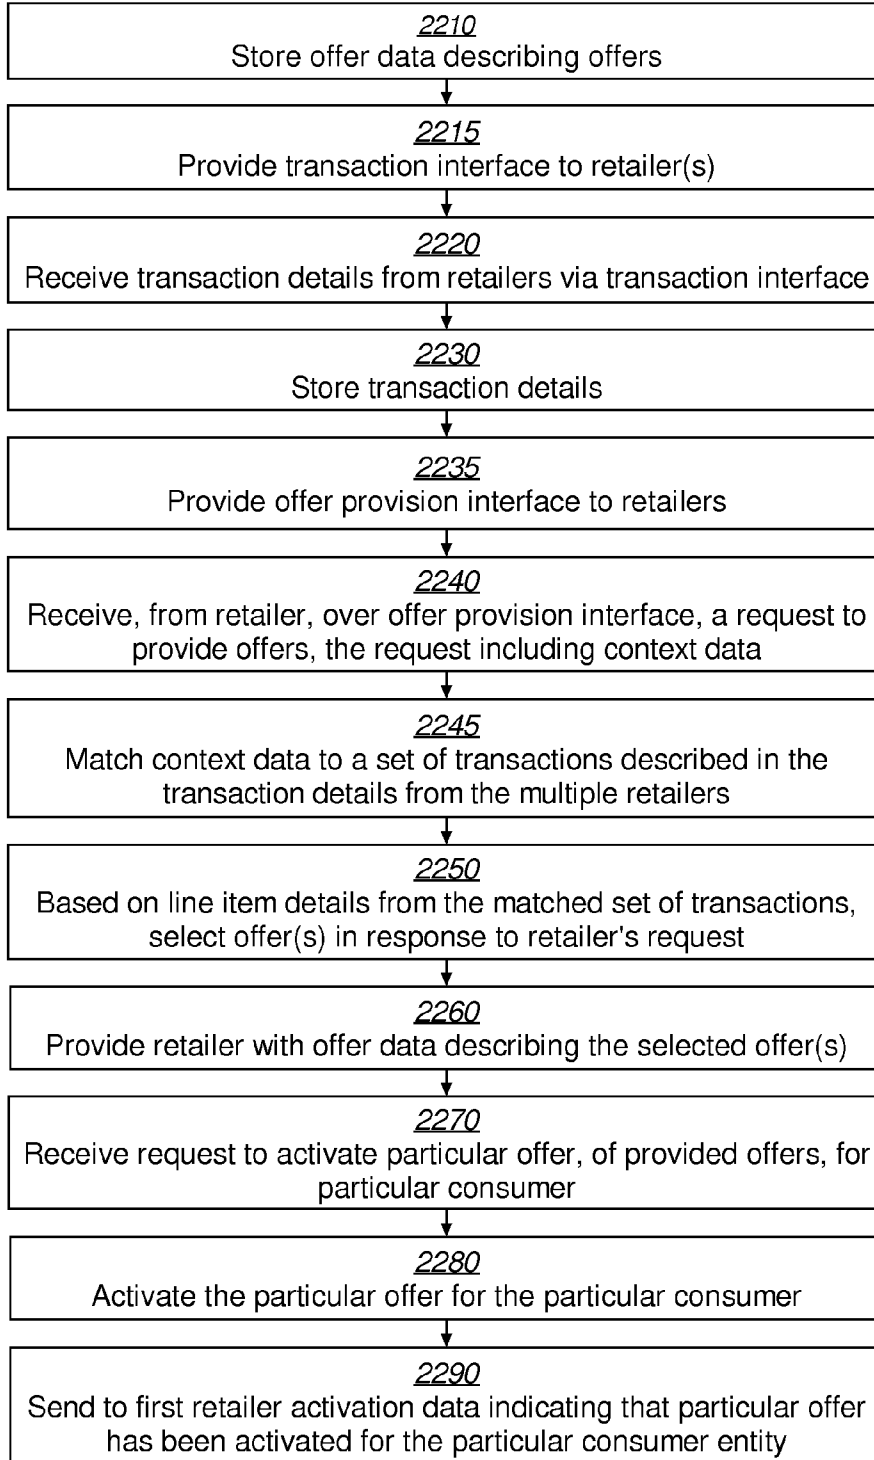 2210
Store offer data describing offers
2215
Provide transaction interface to retailer(s)
2220
Receive transaction details from retailers via transaction interface
2230
Store transaction details
2235
Provide offer provision interface to retailers
2240
Receive, from retailer, over offer provision interface, a request to
provide offers, the request including context data
2245
Match context data to a set of transactions described in the
transaction details from the multiple retailers
2250
Based on line item details from the matched set of transactions,
select offer(s) in response to retailer's request
2260
Provide retailer with offer data describing the selected offer(s)
2270
Receive request to activate particular offer, of provided offers, for
particular consumer
2280
Activate the particular offer for the particular consumer
2290
Send to first retailer activation data indicating that particular offer
has been activated for the particular consumer entity